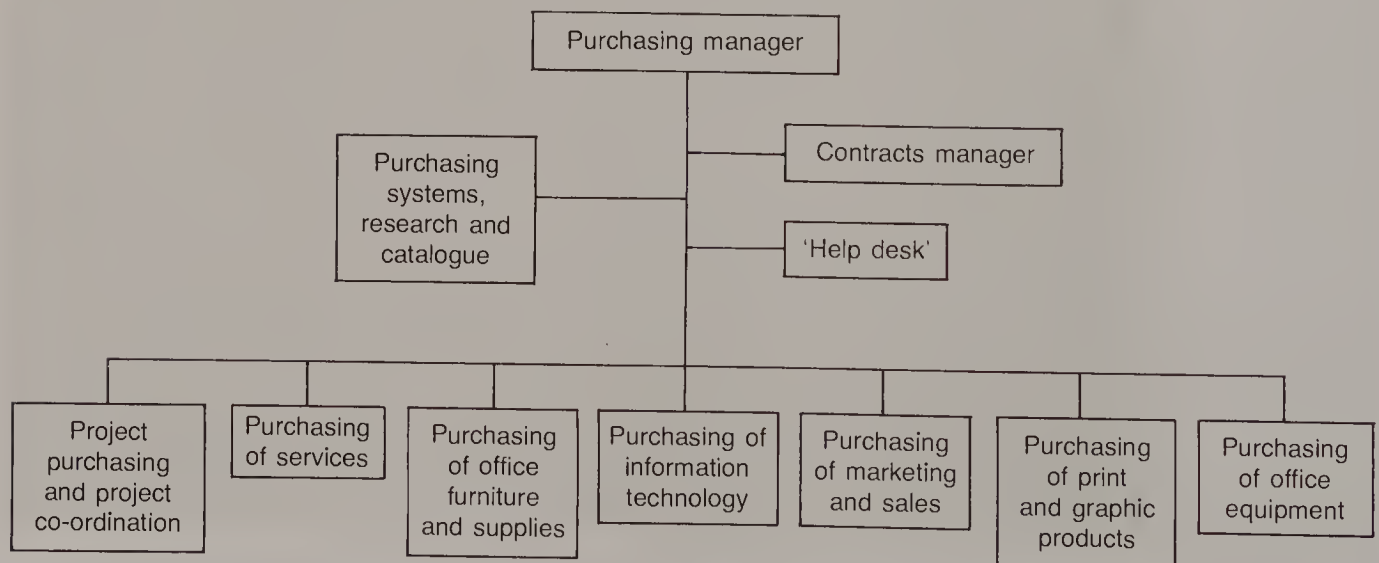 Purchasing manager
Purchasing
systems,
research and
catalogue
Contracts manager
'Help desk'
Project
purchasing
and project
co-ordination
Purchasing
of services
Purchasing
of office
furniture
and supplies
Purchasing of
information
technology
Purchasing
of marketing
and sales
Purchasing
of print
and graphic
products
Purchasing
of office
equipment